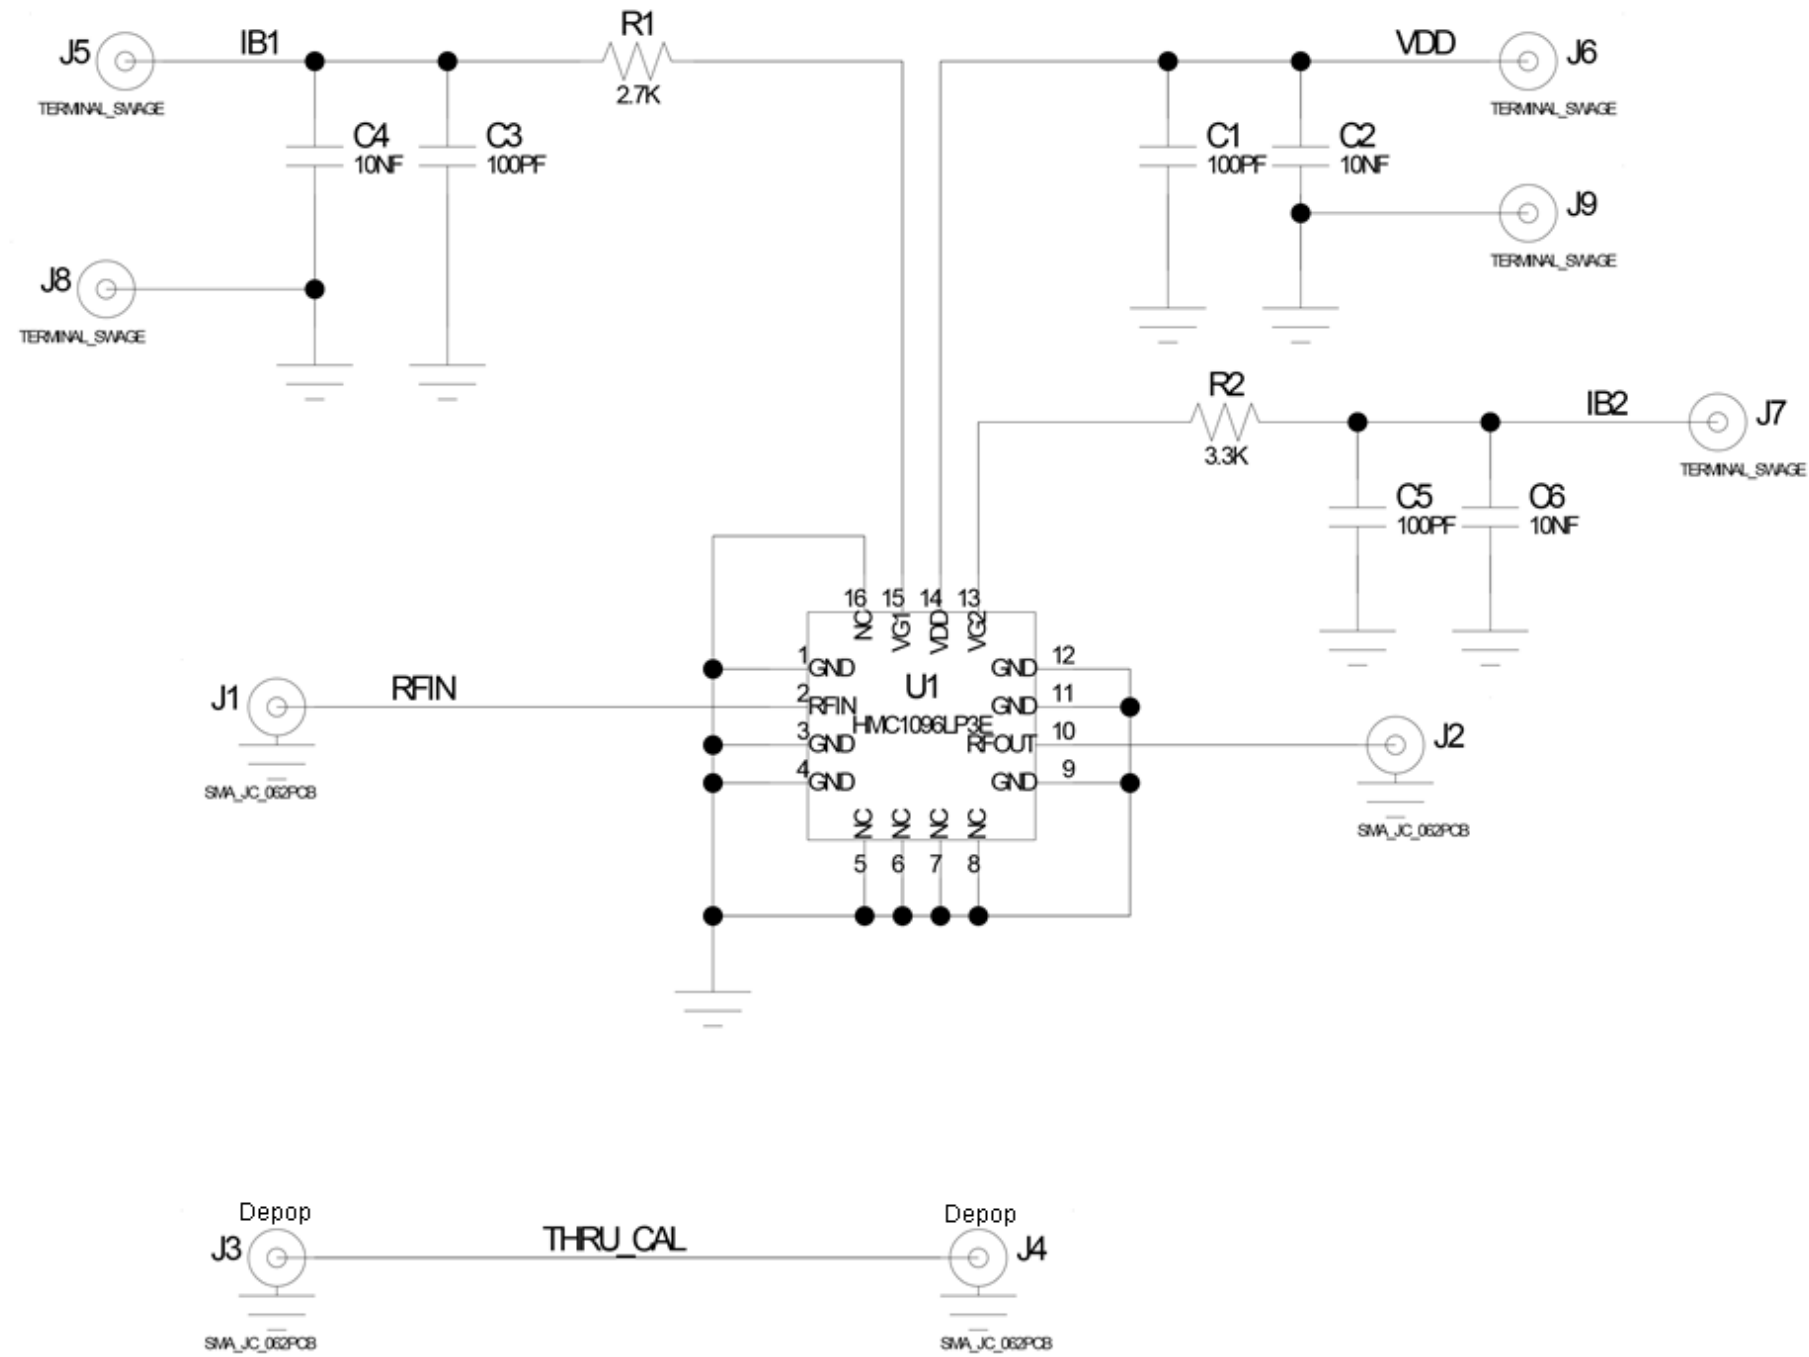 R1
J5
IB1
VDD
J6
2.7K
TERMINAL_SWAGE
TERMINAL_SWAGE
C4
10NF
C3
100PF
C1
100PF
C2
10NF
J9
TERMINAL_SWAGE
J8
TERMINAL_SWAGE
R2
IB2
J7
3.3K
TERMINAL_SWAGE
C5
100PF
C6
10NF
16 15 14 13
NC VG1 VDD VG2
1 GND
2 RFIN
3 GND
4 GND
U1
HMC1096LP3E
GND 12
GND 11
RFOUT 10
GND 9
NC NC NC NC
5 6 7 8
J1
RFIN
SMA_JC_062PCB
J2
SMA_JC_062PCB
Depop
Depop
J3
THRU_CAL
J4
SMA_JC_062PCB
SMA_JC_062PCB